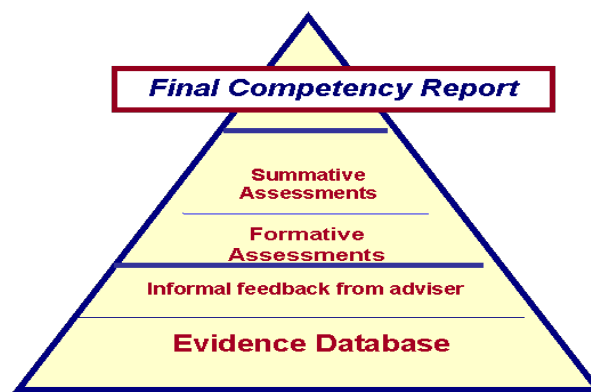 Final Competency Report
Summative
Assessments
Formative
Assessments
Informal feedback from adviser
Evidence Database